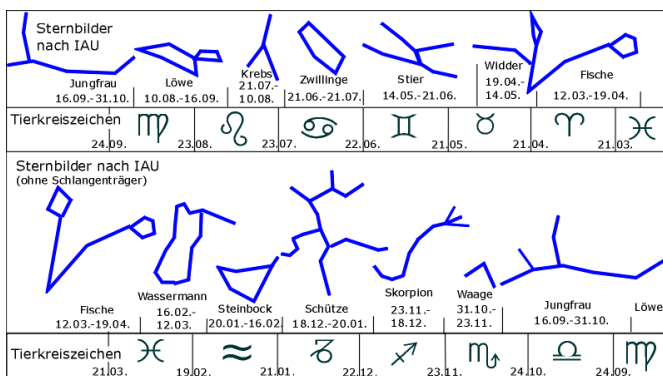 Sternbilder
nach IAU
Jungfrau
16.09.-31.10.
Löwe
10.08.-16.09.
Krebs
21.07.-
10.08.
Zwillinge
21.06.-21.07.
Stier
14.05.-21.06.
Widder
19.04.-
14.05.
Fische
12.03.-19.04.
Tierkreiszeichen ♍ ♌ ♋ ♊ ♉ ♈ ♓
24.09. 23.08. 23.07. 22.06. 21.05. 21.04. 21.03.
Sternbilder nach IAU
(ohne Schlangenträger)
Fische
12.03.-19.04.
Wassermann
16.02.-
12.03.
Steinbock
20.01.-16.02.
Schütze
18.12.-20.01.
Skorpion
23.11.-
18.12.
Waage
31.10.-
23.11.
Jungfrau
16.09.-31.10.
Löwe
Tierkreiszeichen ♓ ♒ ♑ ♐ ♏ ♎ ♍
21.03. 19.02. 21.01. 22.12. 23.11. 24.10. 24.09.